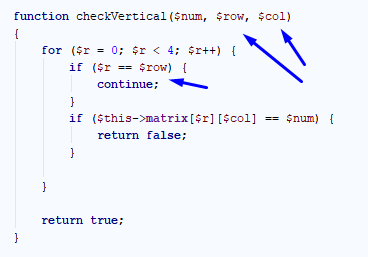 function checkVertical($num, $row, $col)
{
for ($r = 0; $r < 4; $r++) {
if ($r == $row) {
continue;
}
if ($this->matrix[$r][$col] == $num) {
return false;
}
}
return true;
}